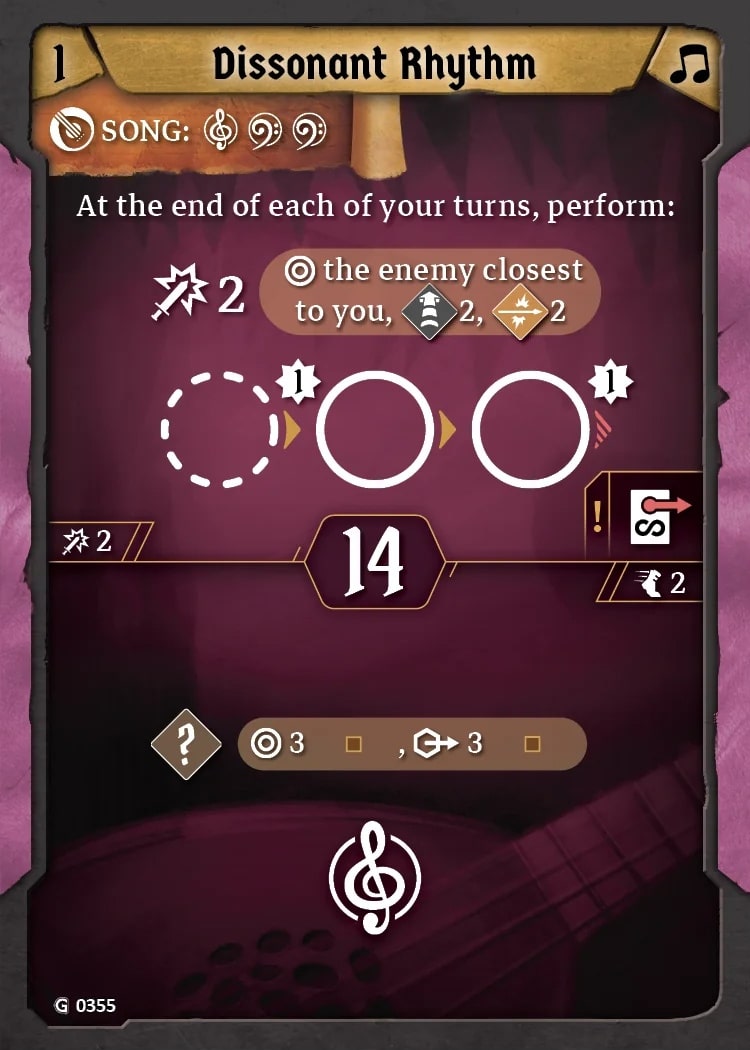 1
Dissonant Rhythm
SONG:
At the end of each of your turns, perform:
2
the enemy closest
to you, 2, 2
1
1
!
2
14
2
?
3 , 3
G 0355